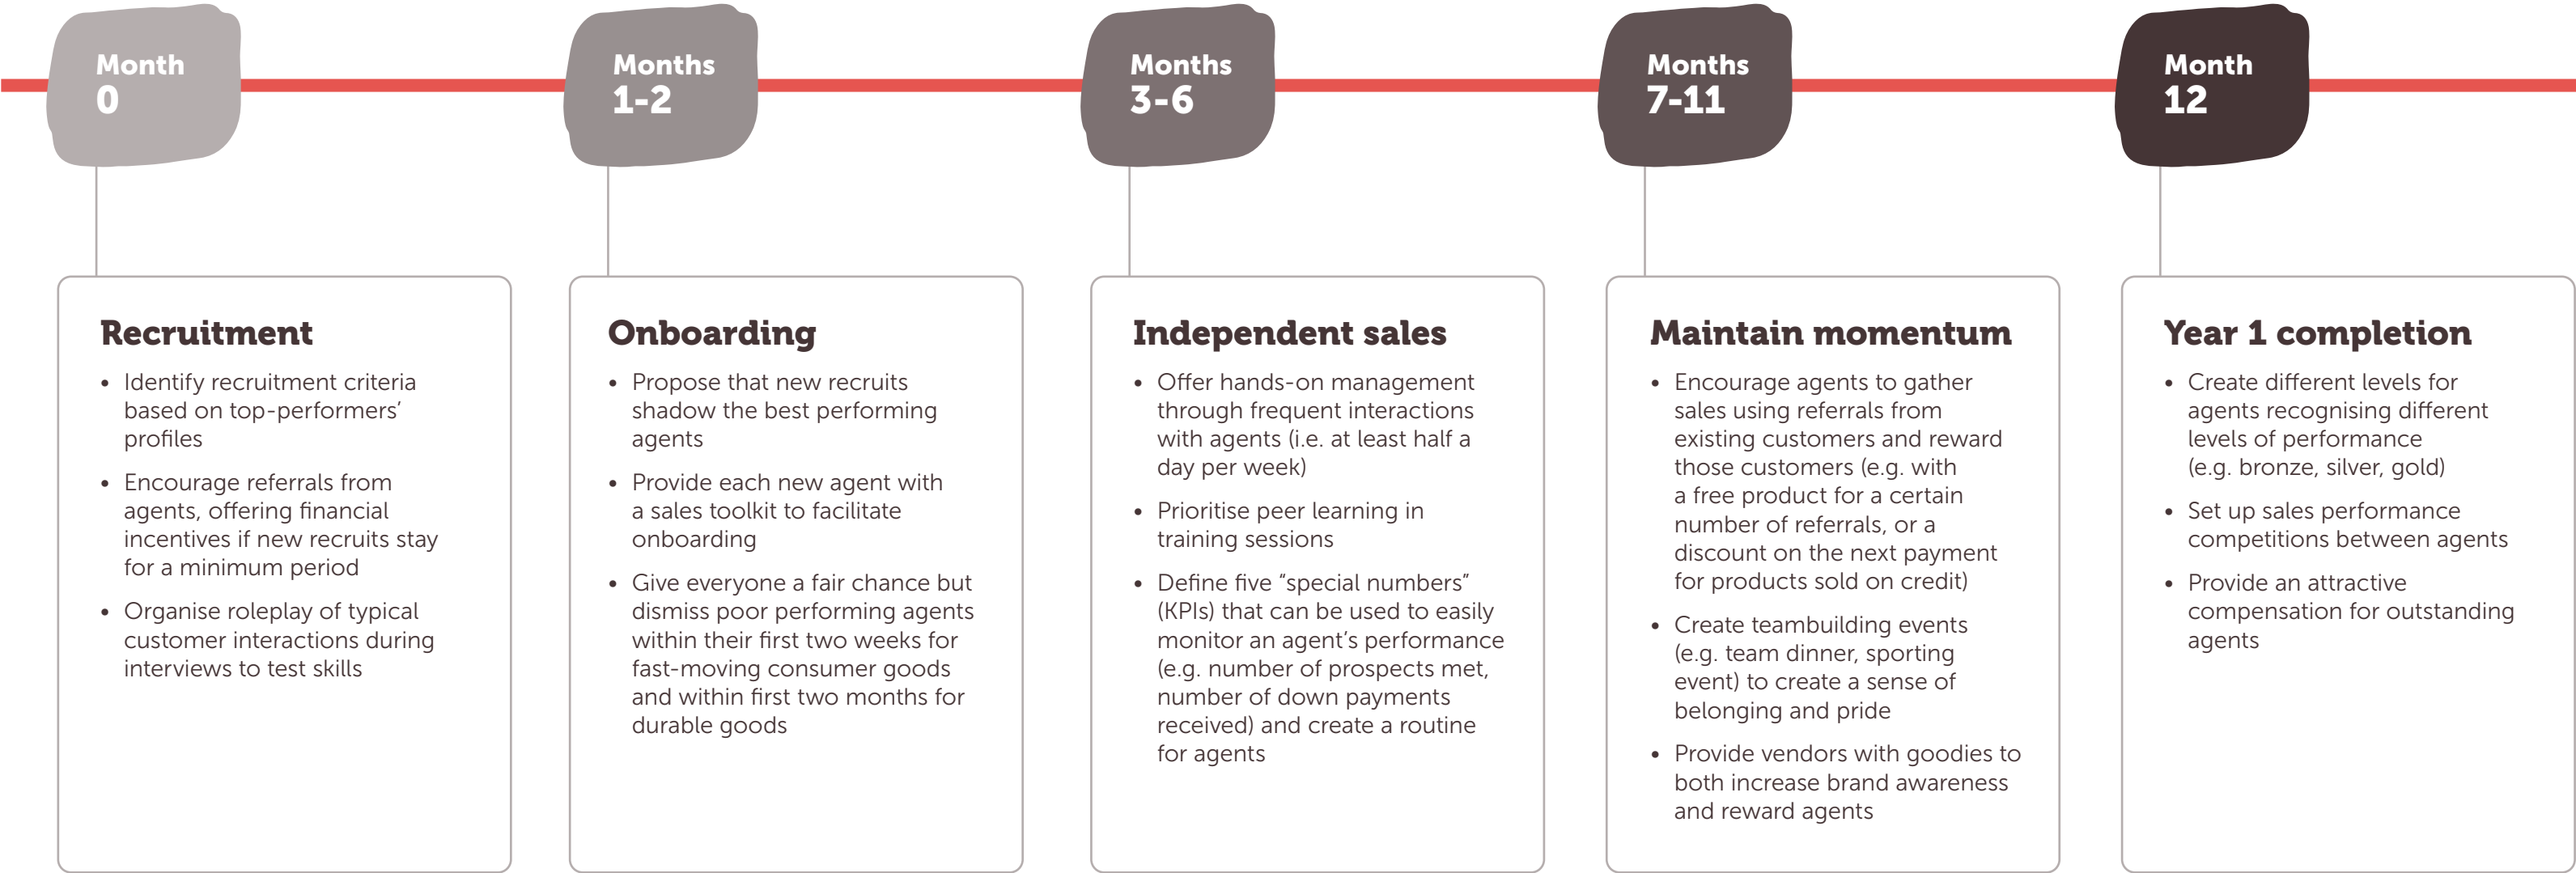 Month
0
Months
1-2
Months
3-6
Months
7-11
Month
12
Recruitment
• Identify recruitment criteria
based on top-performers’
profiles
• Encourage referrals from
agents, offering financial
incentives if new recruits stay
for a minimum period
• Organise roleplay of typical
customer interactions during
interviews to test skills
Onboarding
• Propose that new recruits
shadow the best performing
agents
• Provide each new agent with
a sales toolkit to facilitate
onboarding
• Give everyone a fair chance but
dismiss poor performing agents
within their first two weeks for
fast-moving consumer goods
and within first two months for
durable goods
Independent sales
• Offer hands-on management
through frequent interactions
with agents (i.e. at least half a
day per week)
• Prioritise peer learning in
training sessions
• Define five “special numbers”
(KPIs) that can be used to easily
monitor an agent’s performance
(e.g. number of prospects met,
number of down payments
received) and create a routine
for agents
Maintain momentum
• Encourage agents to gather
sales using referrals from
existing customers and reward
those customers (e.g. with
a free product for a certain
number of referrals, or a
discount on the next payment
for products sold on credit)
• Create teambuilding events
(e.g. team dinner, sporting
event) to create a sense of
belonging and pride
• Provide vendors with goodies to
both increase brand awareness
and reward agents
Year 1 completion
• Create different levels for
agents recognising different
levels of performance
(e.g. bronze, silver, gold)
• Set up sales performance
competitions between agents
• Provide an attractive
compensation for outstanding
agents